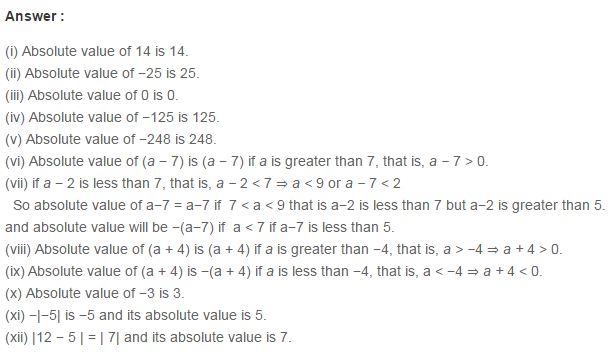 Answer :
(i) Absolute value of 14 is 14.
(ii) Absolute value of −25 is 25.
(iii) Absolute value of 0 is 0.
(iv) Absolute value of −125 is 125.
(v) Absolute value of −248 is 248.
(vi) Absolute value of (a − 7) is (a − 7) if a is greater than 7, that is, a − 7 > 0.
(vii) if a − 2 is less than 7, that is, a − 2 < 7 ⇒ a < 9 or a − 7 < 2
So absolute value of a–7 = a–7 if 7 < a < 9 that is a–2 is less than 7 but a–2 is greater than 5.
and absolute value will be −(a–7) if a < 7 if a–7 is less than 5.
(viii) Absolute value of (a + 4) is (a + 4) if a is greater than −4, that is, a > −4 ⇒ a + 4 > 0.
(ix) Absolute value of (a + 4) is −(a + 4) if a is less than −4, that is, a < −4 ⇒ a + 4 < 0.
(x) Absolute value of −3 is 3.
(xi) −|−5| is −5 and its absolute value is 5.
(xii) |12 − 5 | = | 7| and its absolute value is 7.